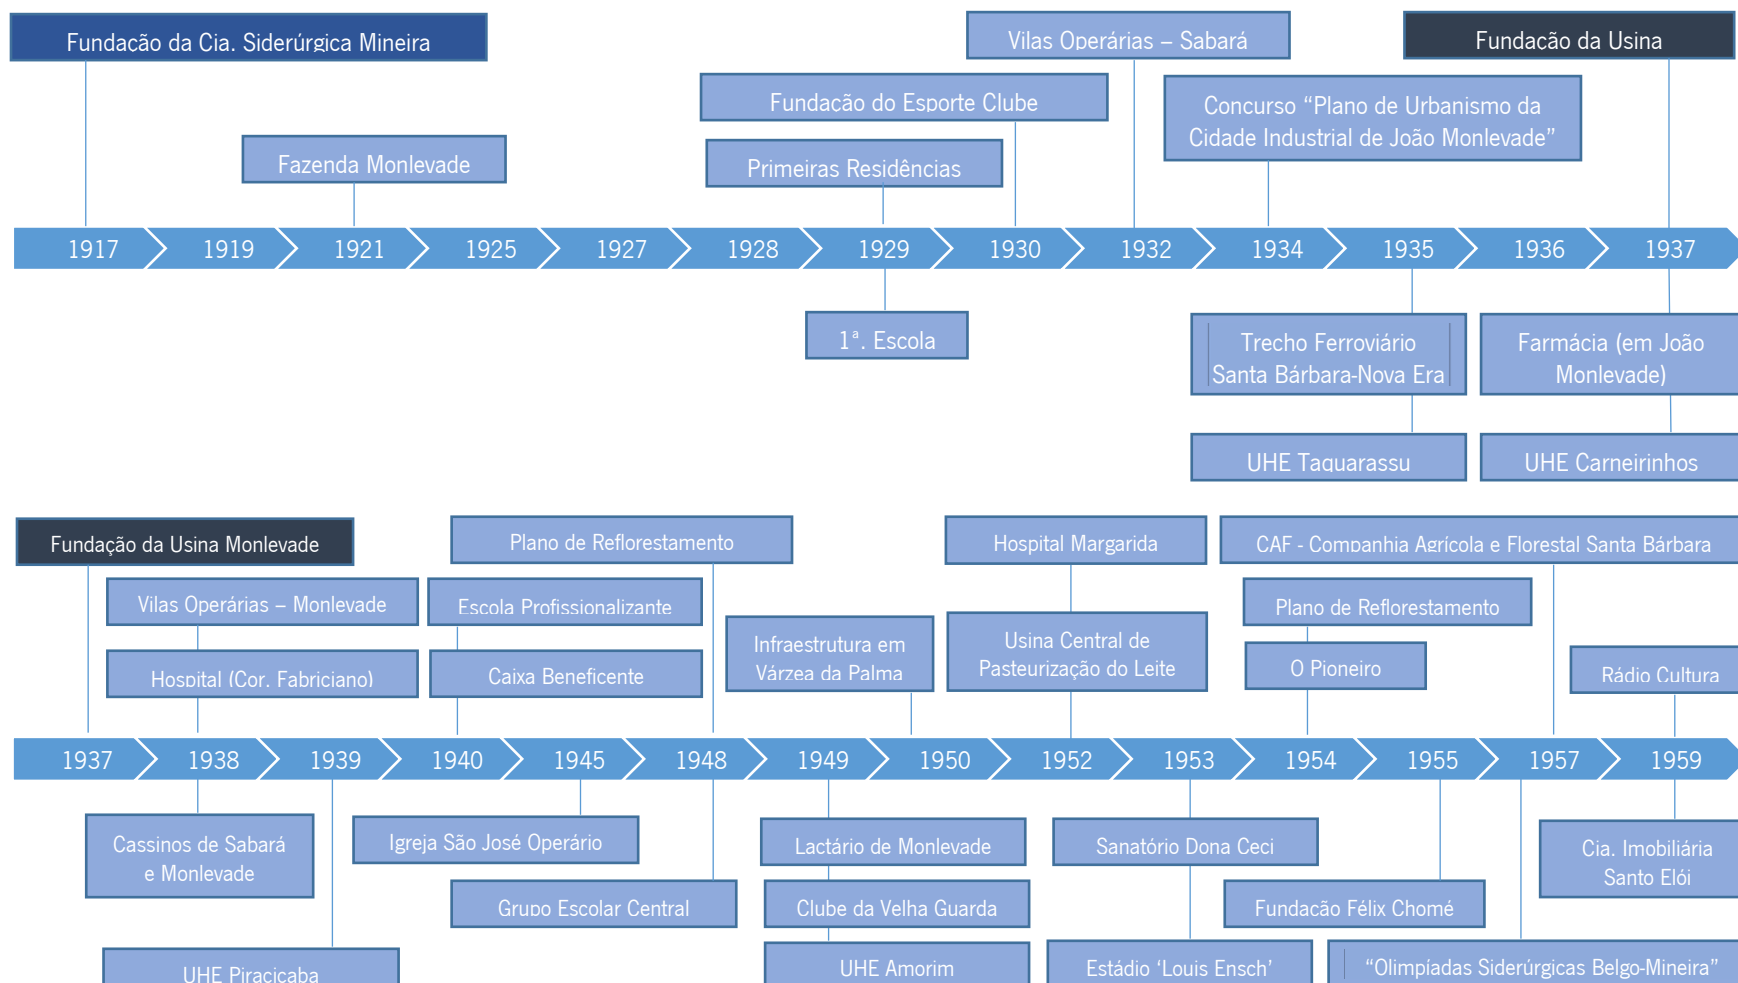 Fundação da Cia. Siderúrgica Mineira
Vilas Operárias – Sabará
Fundação da Usina
Fundação do Esporte Clube
Concurso “Plano de Urbanismo da
Cidade Industrial de João Monlevade”
Fazenda Monlevade
Primeiras Residências
1917 1919 1921 1925 1927 1928 1929 1930 1932 1934 1935 1936 1937
1ª. Escola
Trecho Ferroviário
Santa Bárbara-Nova Era
Farmácia (em João
Monlevade)
UHE Taquarassu
UHE Carneirinhos
Fundação da Usina Monlevade
Plano de Reflorestamento
Hospital Margarida
CAF - Companhia Agrícola e Florestal Santa Bárbara
Vilas Operárias – Monlevade
Escola Profissionalizante
Plano de Reflorestamento
Infraestrutura em
Várzea da Palma
Usina Central de
Pasteurização do Leite
Hospital (Cor. Fabriciano)
Caixa Beneficente
O Pioneiro
Rádio Cultura
1937 1938 1939 1940 1945 1948 1949 1950 1952 1953 1954 1955 1957 1959
Cassinos de Sabará
e Monlevade
Igreja São José Operário
Lactário de Monlevade
Sanatório Dona Ceci
Cia. Imobiliária
Santo Elói
Grupo Escolar Central
Clube da Velha Guarda
Fundação Félix Chomé
UHE Piracicaba
UHE Amorim
Estádio ‘Louis Ensch’
“Olimpíadas Siderúrgicas Belgo-Mineira”